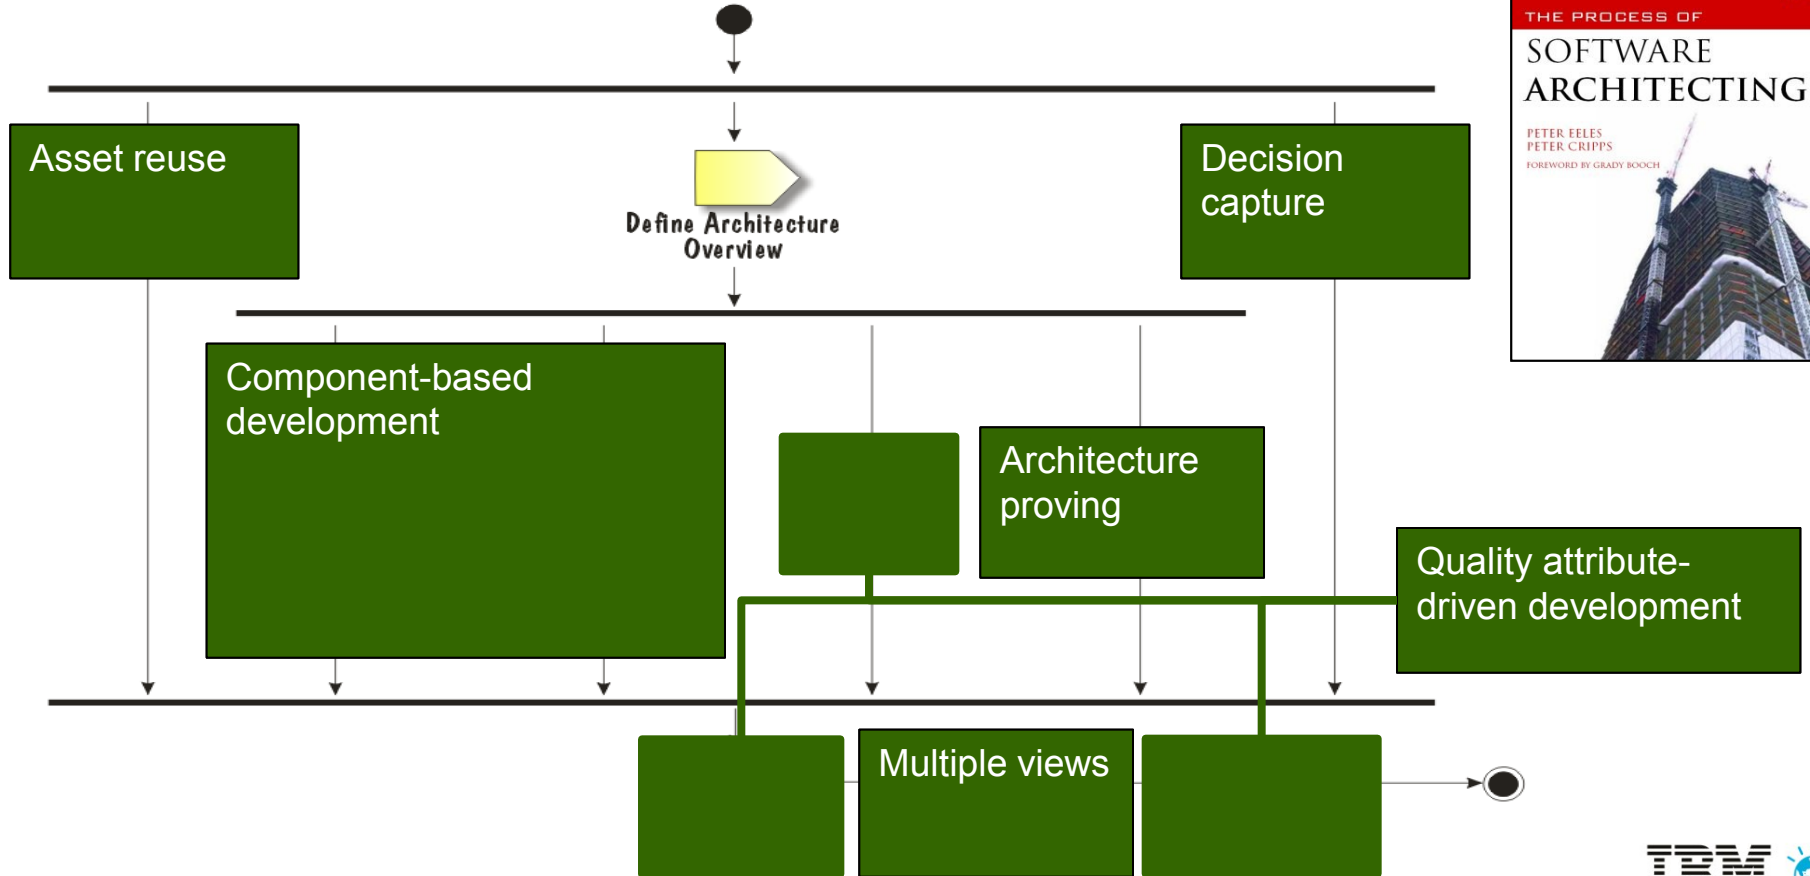 THE PROCESS OF
SOFTWARE
ARCHITECTING
PETER EELES
PETER CRIPPS
FOREWORD BY GRADY BOOCH
Asset reuse
Define Architecture
Overview
Decision
capture
Component-based
development
Architecture
proving
Quality attribute-
driven development
Multiple views
IBM